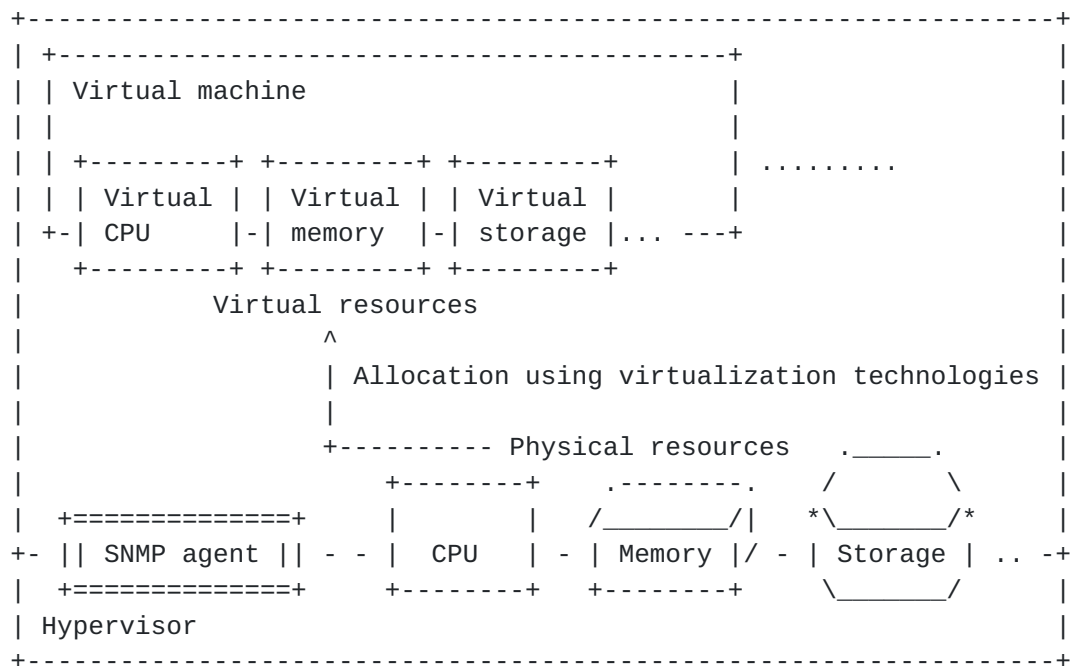 Virtual machine
.........
Virtual Virtual Virtual
CPU memory storage ...
Virtual resources
Allocation using virtualization technologies
Physical resources
SNMP agent CPU Memory Storage ..
Hypervisor